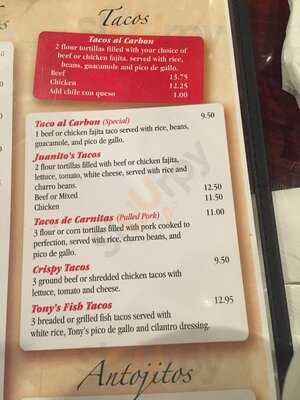 Tacos
Tacos al Carbon
2 flour tortillas filled with your choice of
beef or chicken fajita, served with rice,
beans, guacamole and pico de gallo.
Beef 13.75
Chicken 12.25
Add chile con queso 1.00
Taco al Carbon (Special) 9.50
1 beef or chicken fajita taco served with rice, beans,
guacamole, and pico de gallo.
Juanito's Tacos
2 flour tortillas filled with beef or chicken fajita,
lettuce, tomato, white cheese, served with rice and
charro beans.
Beef or Mixed 12.50
Chicken 11.50
Tacos de Carnitas (Pulled Pork) 11.00
3 flour or corn tortillas filled with pork cooked to
perfection, served with rice, charro beans, and
pico de gallo.
Crispy Tacos 9.50
3 ground beef or shredded chicken tacos with
lettuce, tomato and cheese.
Tony's Fish Tacos 12.95
3 breaded or grilled fish tacos served with
white rice, Tony's pico de gallo and cilantro dressing.
Antojitos